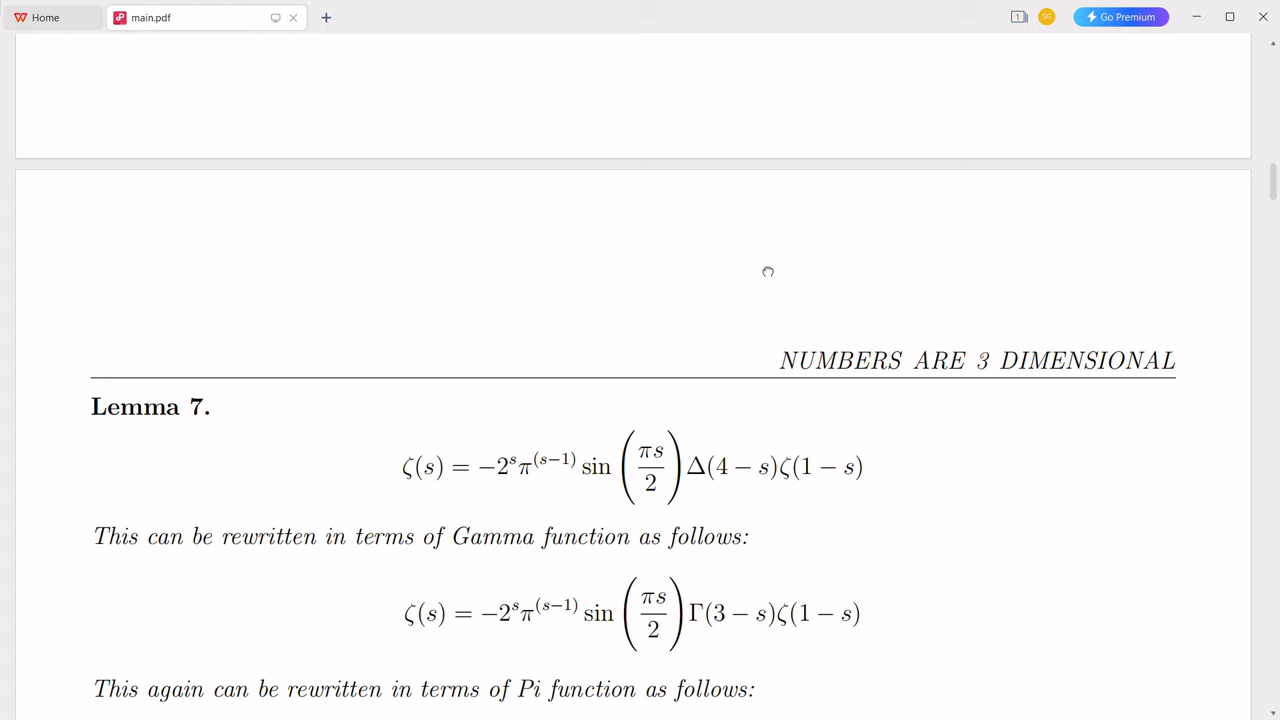 Home
main.pdf
1
SG
Go Premium
NUMBERS ARE 3 DIMENSIONAL
Lemma 7.
ζ(s) = −2^s π^(s−1) sin(πs/2) Δ(4 − s)ζ(1 − s)
This can be rewritten in terms of Gamma function as follows:
ζ(s) = −2^s π^(s−1) sin(πs/2) Γ(3 − s)ζ(1 − s)
This again can be rewritten in terms of Pi function as follows: